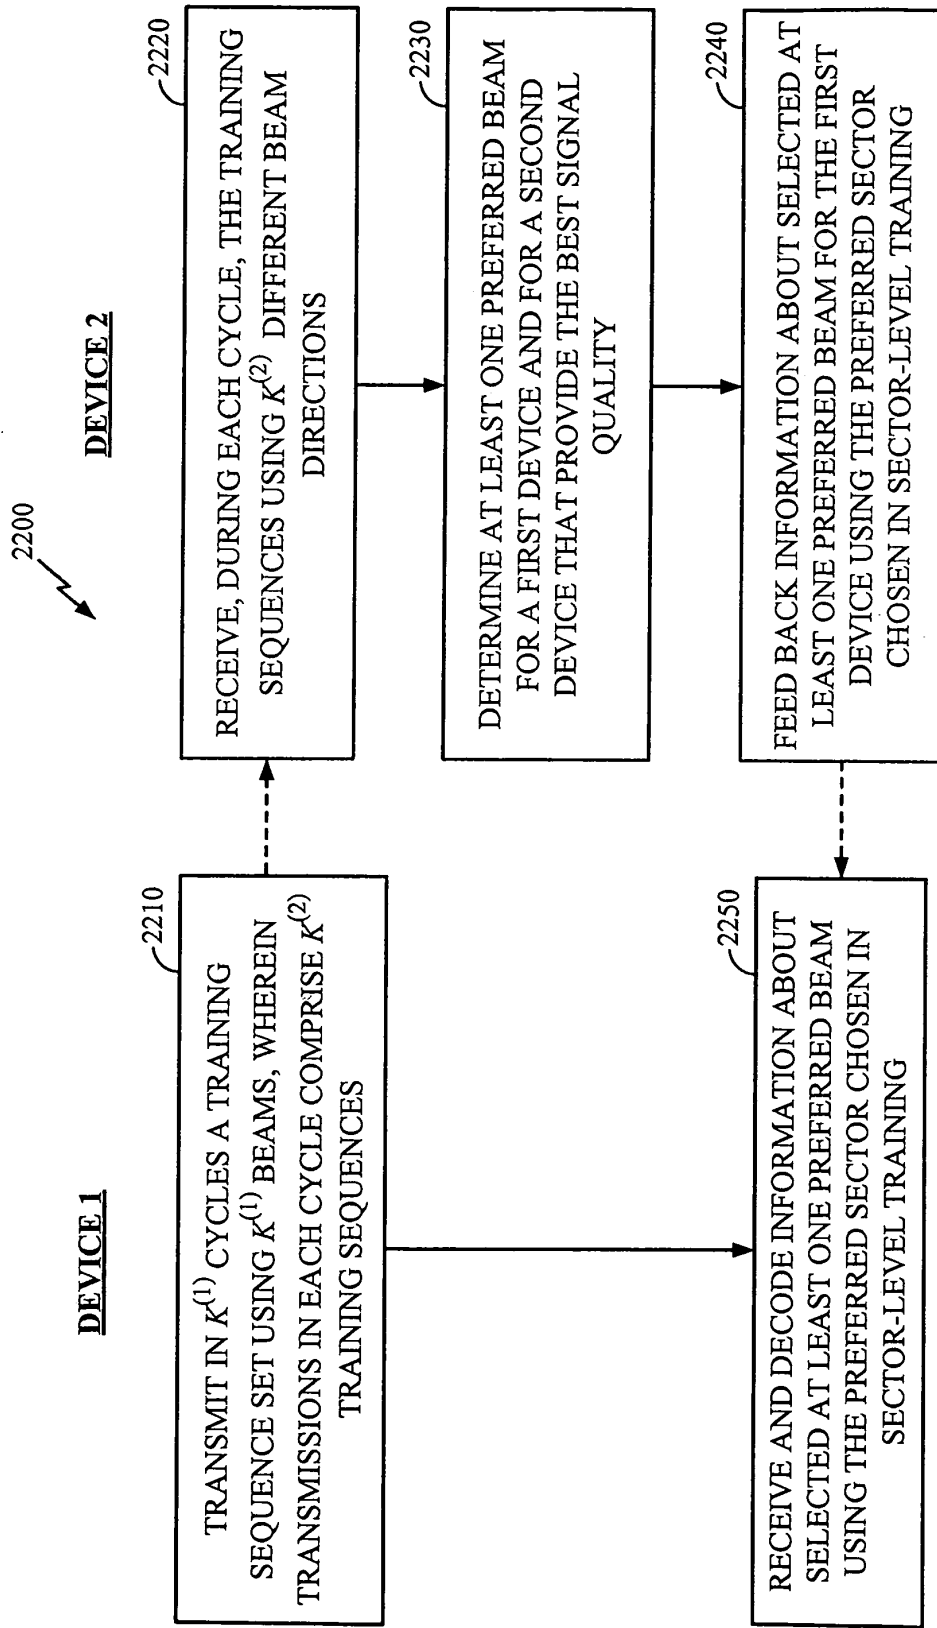 2200
DEVICE 1
DEVICE 2
2210
TRANSMIT IN K(1) CYCLES A TRAINING
SEQUENCE SET USING K(1) BEAMS, WHEREIN
TRANSMISSIONS IN EACH CYCLE COMPRISE K(2)
TRAINING SEQUENCES
2220
RECEIVE, DURING EACH CYCLE, THE TRAINING
SEQUENCES USING K(2) DIFFERENT BEAM
DIRECTIONS
2230
DETERMINE AT LEAST ONE PREFERRED BEAM
FOR A FIRST DEVICE AND FOR A SECOND
DEVICE THAT PROVIDE THE BEST SIGNAL
QUALITY
2240
FEED BACK INFORMATION ABOUT SELECTED AT
LEAST ONE PREFERRED BEAM FOR THE FIRST
DEVICE USING THE PREFERRED SECTOR
CHOSEN IN SECTOR-LEVEL TRAINING
2250
RECEIVE AND DECODE INFORMATION ABOUT
SELECTED AT LEAST ONE PREFERRED BEAM
USING THE PREFERRED SECTOR CHOSEN IN
SECTOR-LEVEL TRAINING